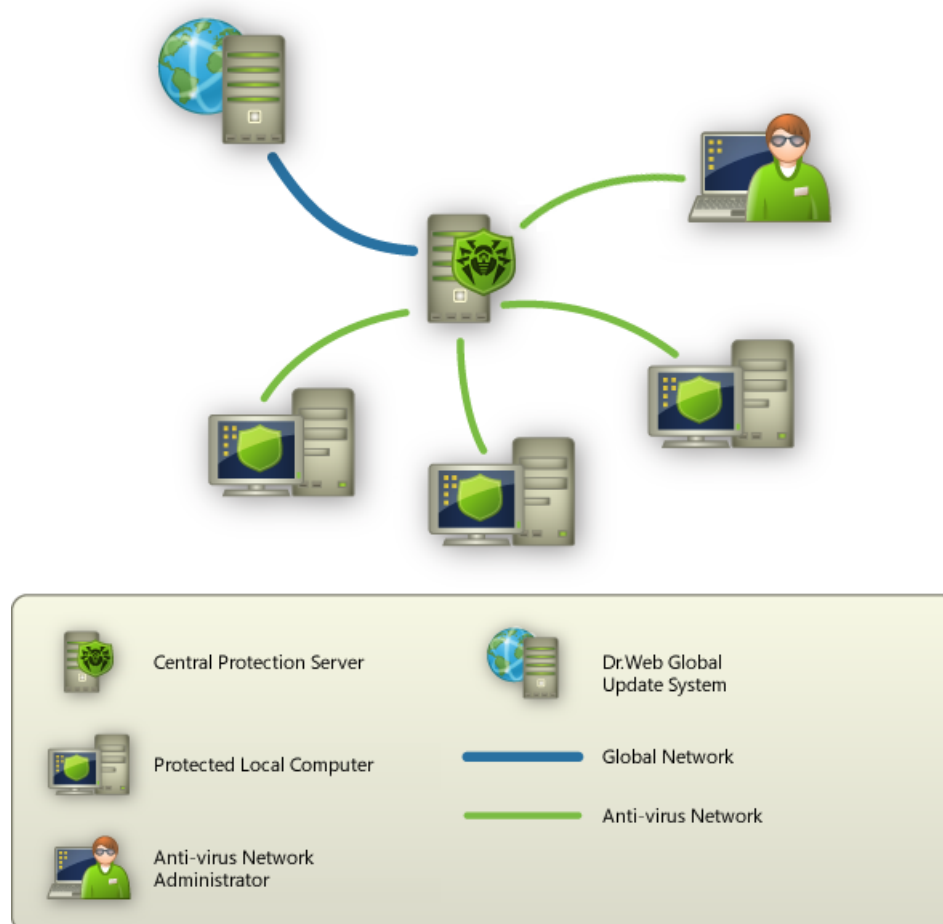 Central Protection Server
Dr.Web Global
Update System
Protected Local Computer
Global Network
Anti-virus Network
Anti-virus Network
Administrator